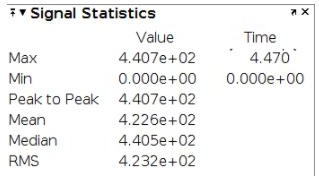 Signal Statistics
Value Time
Max 4.407e+02 4.470
Min 0.000e+00 0.000e+00
Peak to Peak 4.407e+02
Mean 4.226e+02
Median 4.405e+02
RMS 4.232e+02